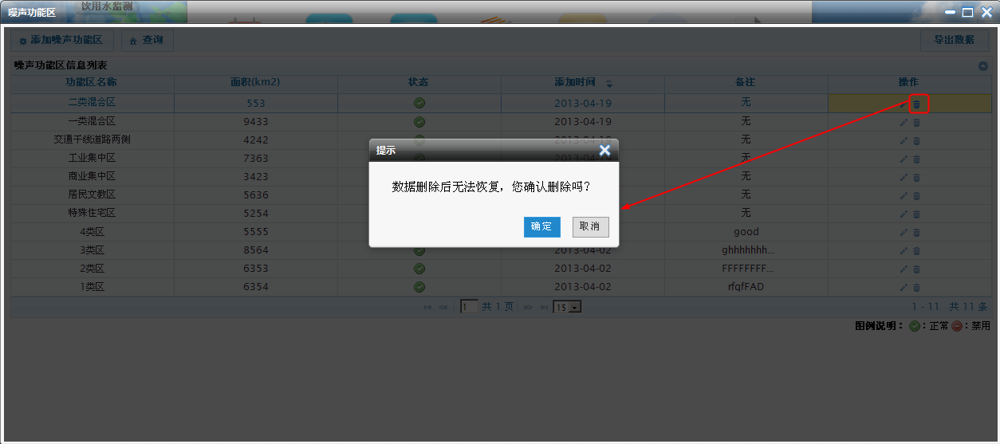 饮用水监测
噪声功能区
添加噪声功能区 查询 导出数据
噪声功能区信息列表
功能区名称 面积(km2) 状态 添加时间 备注 操作
二类混合区 553 2013-04-19 无
一类混合区 9433 2013-04-19 无
交通干线道路两侧 4242 2013-04-19 无
工业集中区 7363 2013-04-19 无
商业集中区 3423 无
居民文教区 5636 无
特殊住宅区 5254 无
4类区 5555 good
3类区 8564 2013-04-02 ghhhhhhh...
2类区 6353 2013-04-02 FFFFFFFF...
1类区 6354 2013-04-02 rfqfFAD
提示
数据删除后无法恢复，您确认删除吗？
确定 取消
1 共 1 页 15 1 - 11 共 11 条
图例说明： ：正常 ：禁用